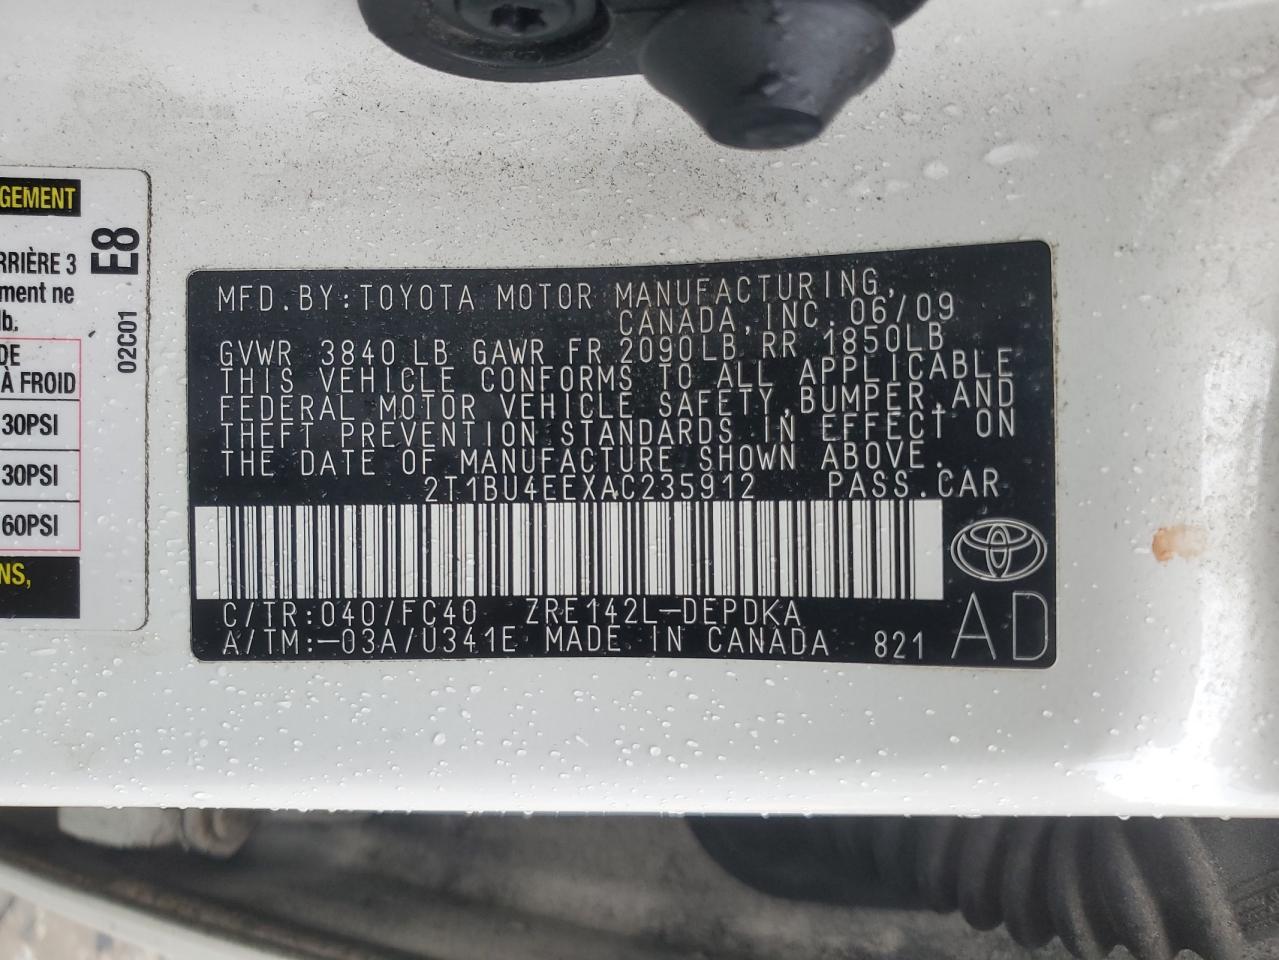 GEMENT
RRIÈRE 3
ment ne
lb.
DE
À FROID
30PSI
30PSI
60PSI
NS,
E8
02C01
MFD.BY:TOYOTA MOTOR MANUFACTURING,
CANADA,INC.06/09
GVWR 3840 LB GAWR FR 2090LB RR 1850LB
THIS VEHICLE CONFORMS TO ALL APPLICABLE
FEDERAL MOTOR VEHICLE SAFETY,BUMPER,AND
THEFT PREVENTION STANDARDS IN EFFECT ON
THE DATE OF MANUFACTURE SHOWN ABOVE.
2T1BU4EEXAC235912 PASS.CAR
C/TR:040/FC40 ZRE142L-DEPDKA
A/TM:-03A/U341E MADE IN CANADA 821
AD